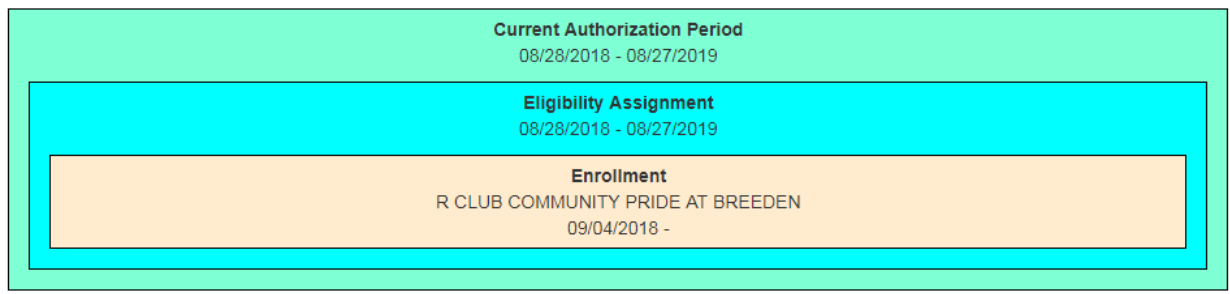 Current Authorization Period
08/28/2018 - 08/27/2019
Eligibility Assignment
08/28/2018 - 08/27/2019
Enrollment
R CLUB COMMUNITY PRIDE AT BREEDEN
09/04/2018 -